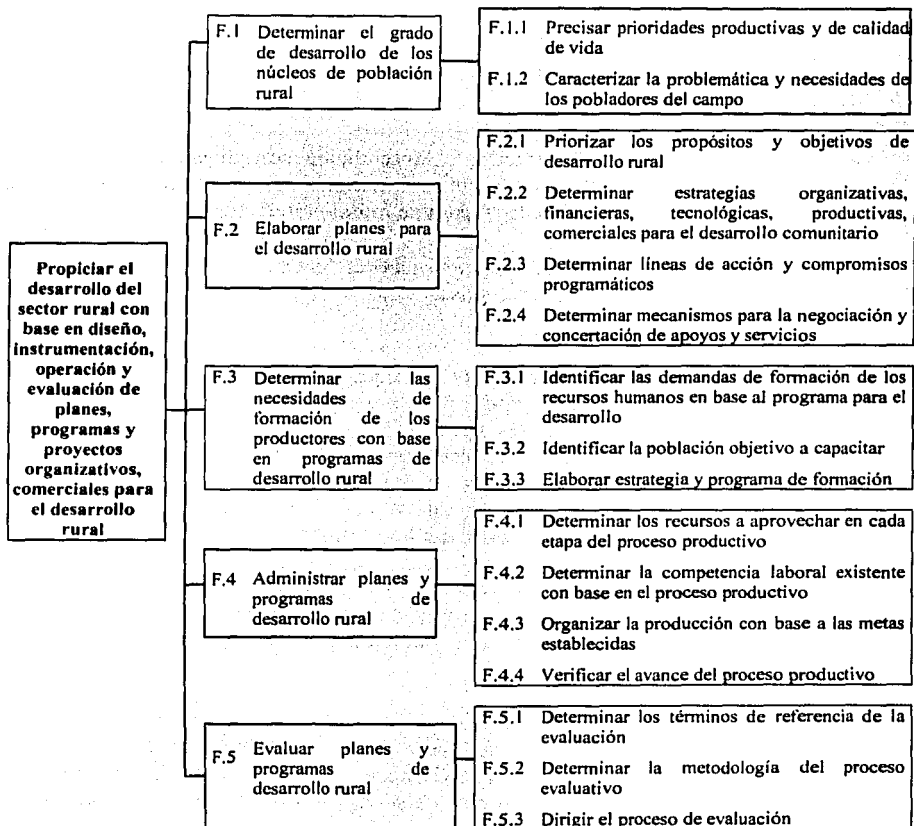 Propiciar el
desarrollo del
sector rural con
base en diseño,
instrumentación,
operación y
evaluación de
planes,
programas y
proyectos
organizativos,
comerciales para
el desarrollo
rural
F.1 Determinar el grado
de desarrollo de los
núcleos de población
rural
F.1.1 Precisar prioridades productivas y de calidad
de vida
F.1.2 Caracterizar la problemática y necesidades de
los pobladores del campo
F.2 Elaborar planes para
el desarrollo rural
F.2.1 Priorizar los propósitos y objetivos de
desarrollo rural
F.2.2 Determinar estrategias organizativas,
financieras, tecnológicas, productivas,
comerciales para el desarrollo comunitario
F.2.3 Determinar líneas de acción y compromisos
programáticos
F.2.4 Determinar mecanismos para la negociación y
concertación de apoyos y servicios
F.3 Determinar las
necesidades de
formación de los
productores con base
en programas de
desarrollo rural
F.3.1 Identificar las demandas de formación de los
recursos humanos en base al programa para el
desarrollo
F.3.2 Identificar la población objetivo a capacitar
F.3.3 Elaborar estrategia y programa de formación
F.4 Administrar planes y
programas de
desarrollo rural
F.4.1 Determinar los recursos a aprovechar en cada
etapa del proceso productivo
F.4.2 Determinar la competencia laboral existente
con base en el proceso productivo
F.4.3 Organizar la producción con base a las metas
establecidas
F.4.4 Verificar el avance del proceso productivo
F.5 Evaluar planes y
programas de
desarrollo rural
F.5.1 Determinar los términos de referencia de la
evaluación
F.5.2 Determinar la metodología del proceso
evaluativo
F.5.3 Dirigir el proceso de evaluación